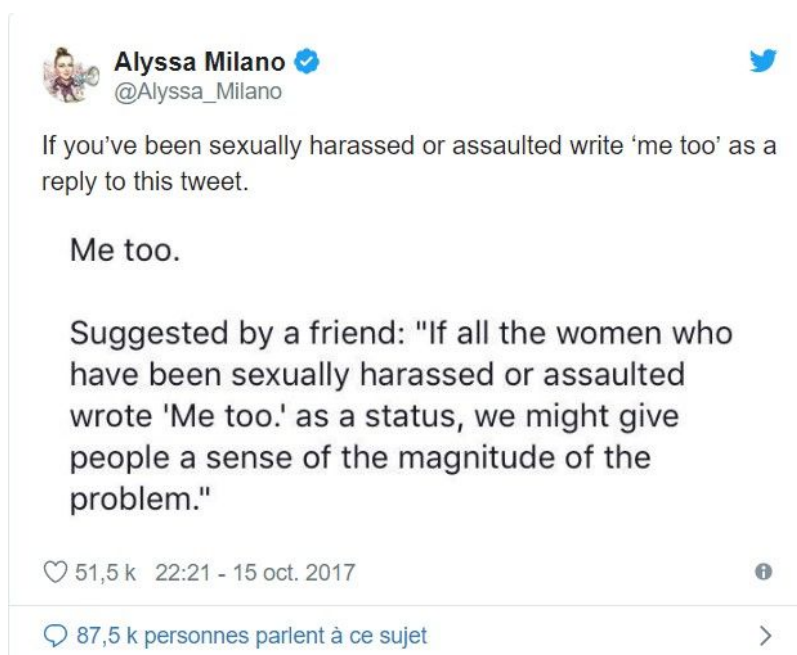 Alyssa Milano
@Alyssa_Milano
If you’ve been sexually harassed or assaulted write ‘me too’ as a
reply to this tweet.
Me too.
Suggested by a friend: "If all the women who
have been sexually harassed or assaulted
wrote 'Me too.' as a status, we might give
people a sense of the magnitude of the
problem."
51,5 k 22:21 - 15 oct. 2017
87,5 k personnes parlent à ce sujet